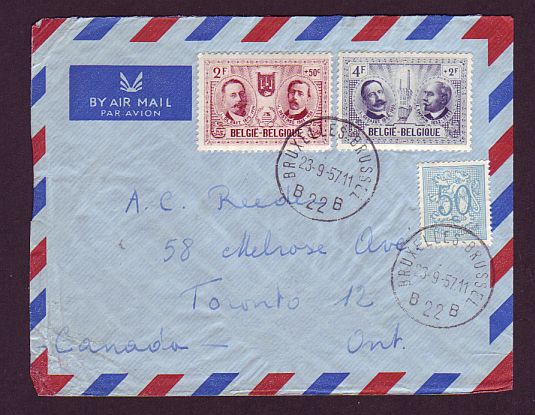 BY AIR MAIL
PAR AVION
2F +50c
BELGIE-BELGIQUE
4F +2F
BELGIE-BELGIQUE
BRUXELLES-BRUSSEL
23-9-57.11
B 22 B
50c
BRUXELLES-BRUSSEL
23-9-57.11
B 22 B
A. C. Reeder
58 Melrose Ave
Toronto 12
Canada — Ont.